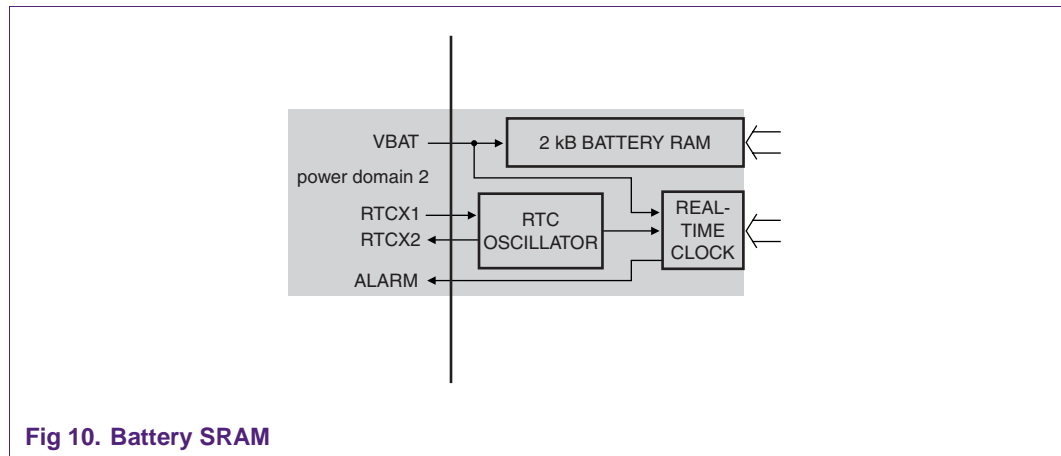 VBAT
2 kB BATTERY RAM
power domain 2
RTCX1
RTCX2
RTC
OSCILLATOR
REAL-
TIME
CLOCK
ALARM
Fig 10. Battery SRAM